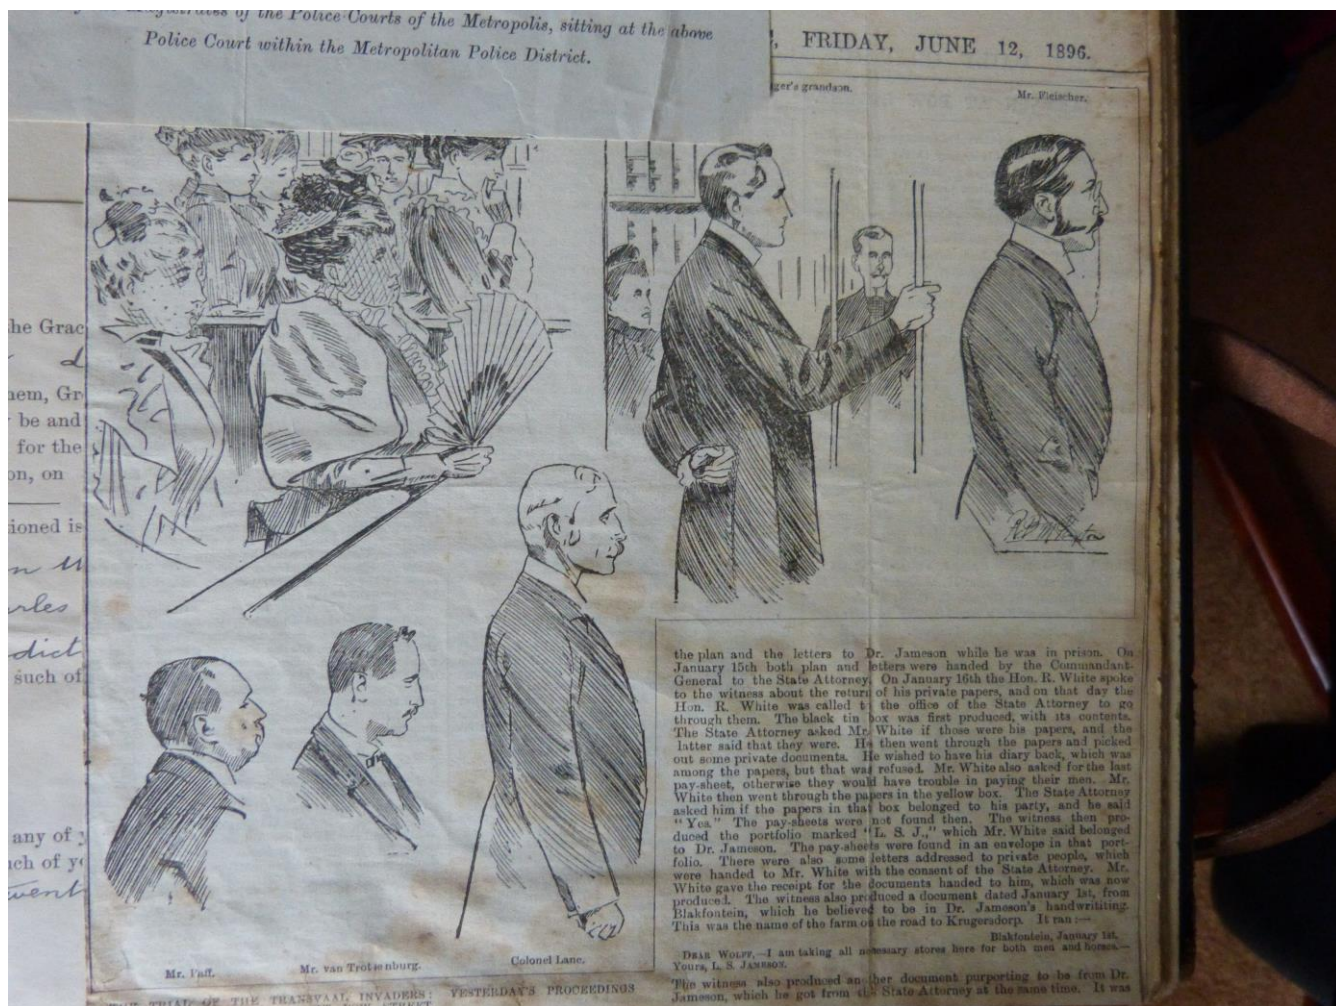 Magistrates of the Police-Courts of the Metropolis, sitting at the above
Police Court within the Metropolitan Police District.
FRIDAY, JUNE 12, 1896.
grandson.
Mr. Fleischer.
the Grac
hem, Gr
be and
for the
on, on
ioned is
such of
any of
ch of
Mr. Paff.
Mr. van Trotsenburg.
Colonel Lane.
TRIAL OF THE TRANSVAAL INVADERS: YESTERDAY'S PROCEEDINGS
the plan and the letters to Dr. Jameson while he was in prison. On
January 15th both plan and letters were handed by the Commandant-
General to the State Attorney. On January 16th the Hon. R. White spoke
to the witness about the return of his private papers, and on that day the
Hon. R. White was called t the office of the State Attorney to go
through them. The black tin box was first produced, with its contents.
The State Attorney asked Mr. White if those were his papers, and the
latter said that they were. He then went through the papers and picked
out some private documents. He wished to have his diary back, which was
among the papers, but that was refused. Mr. White also asked for the last
pay-sheet, otherwise they would have trouble in paying their men. Mr.
White then went through the papers in the yellow box. The State Attorney
asked him if the papers in that box belonged to his party, and he said
"Yes." The pay-sheets were not found then. The witness then pro-
duced the portfolio marked "L. S. J.," which Mr. White said belonged
to Dr. Jameson. The pay-sheets were found in an envelope in that port-
folio. There were also some letters addressed to private people, which
were handed to Mr. White with the consent of the State Attorney. Mr.
White gave the receipt for the documents handed to him, which was now
produced. The witness also produced a document dated January 1st, from
Blakfontein, which he believed to be in Dr. Jameson's handwrititing.
This was the name of the farm on the road to Krugersdorp. It ran:—
Blakfontein, January 1st.
DEAR WOLFF,—I am taking all necessary stores here for both men and horses.—
Yours, L. S. JAMESON.
The witness also produced another document purporting to be from Dr.
Jameson, which he got from the State Attorney at the same time. It was